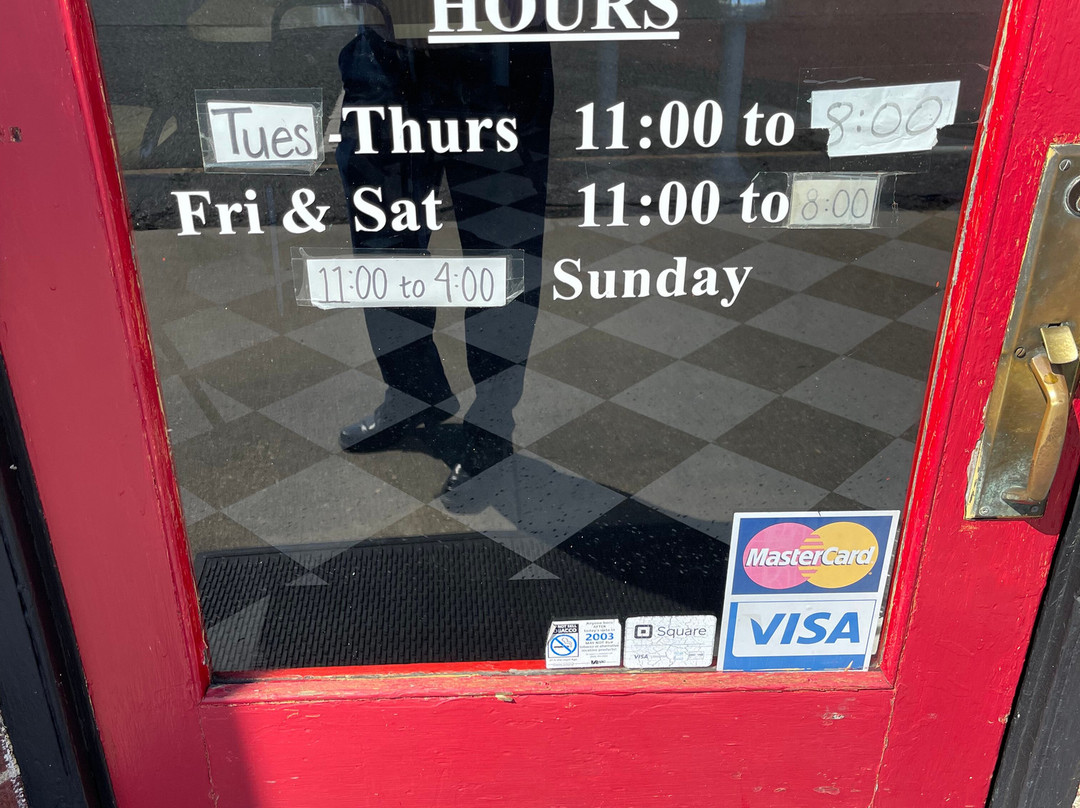 HOURS
Tues-Thurs 11:00 to 8:00
Fri & Sat 11:00 to 8:00
11:00 to 4:00 Sunday
MasterCard
VISA
Square
VISA
2003